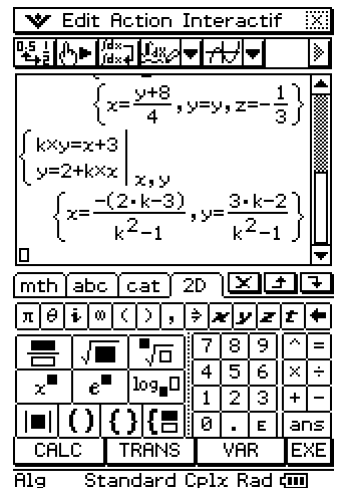 Edit Action Interactif
{x=y+8/4, y=y, z=-1/3}
{k×y=x+3
y=2+k×x | x,y
{x=-(2·k-3)/k²-1, y=3·k-2/k²-1}
mth abc cat 2D
π θ i ∞ ( ) , ⇒ x y z t ←
7 8 9 ^ =
4 5 6 × ÷
x■ e■ log■□ 1 2 3 + -
|■| () {} {■ 0 . E ans
CALC TRANS VAR EXE
Alg Standard Cplx Rad